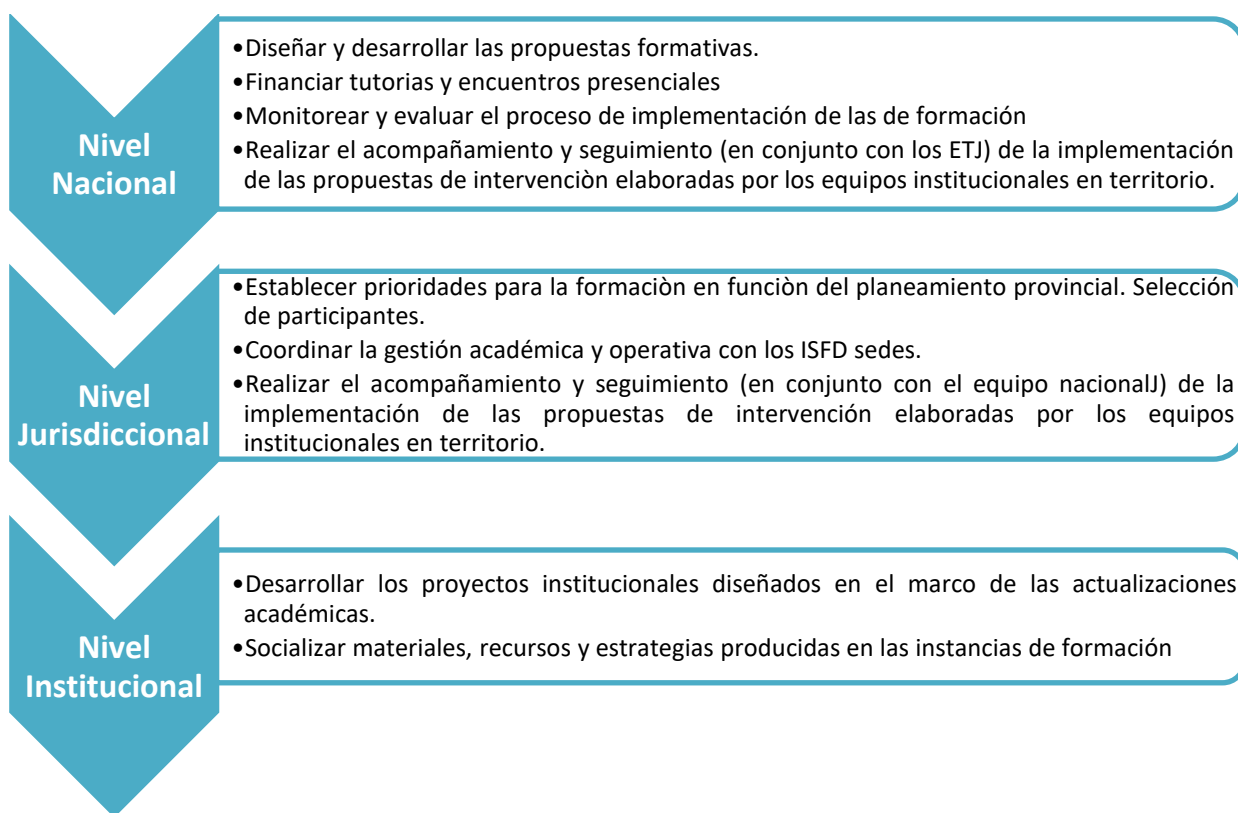 Nivel
Nacional
•Diseñar y desarrollar las propuestas formativas.
•Financiar tutorias y encuentros presenciales
•Monitorear y evaluar el proceso de implementación de las de formación
•Realizar el acompañamiento y seguimiento (en conjunto con los ETJ) de la implementación
de las propuestas de intervenciòn elaboradas por los equipos institucionales en territorio.
Nivel
Jurisdiccional
•Establecer prioridades para la formaciòn en funciòn del planeamiento provincial. Selección
de participantes.
•Coordinar la gestión académica y operativa con los ISFD sedes.
•Realizar el acompañamiento y seguimiento (en conjunto con el equipo nacionalJ) de la
implementación de las propuestas de intervención elaboradas por los equipos
institucionales en territorio.
Nivel
Institucional
•Desarrollar los proyectos institucionales diseñados en el marco de las actualizaciones
académicas.
•Socializar materiales, recursos y estrategias producidas en las instancias de formación